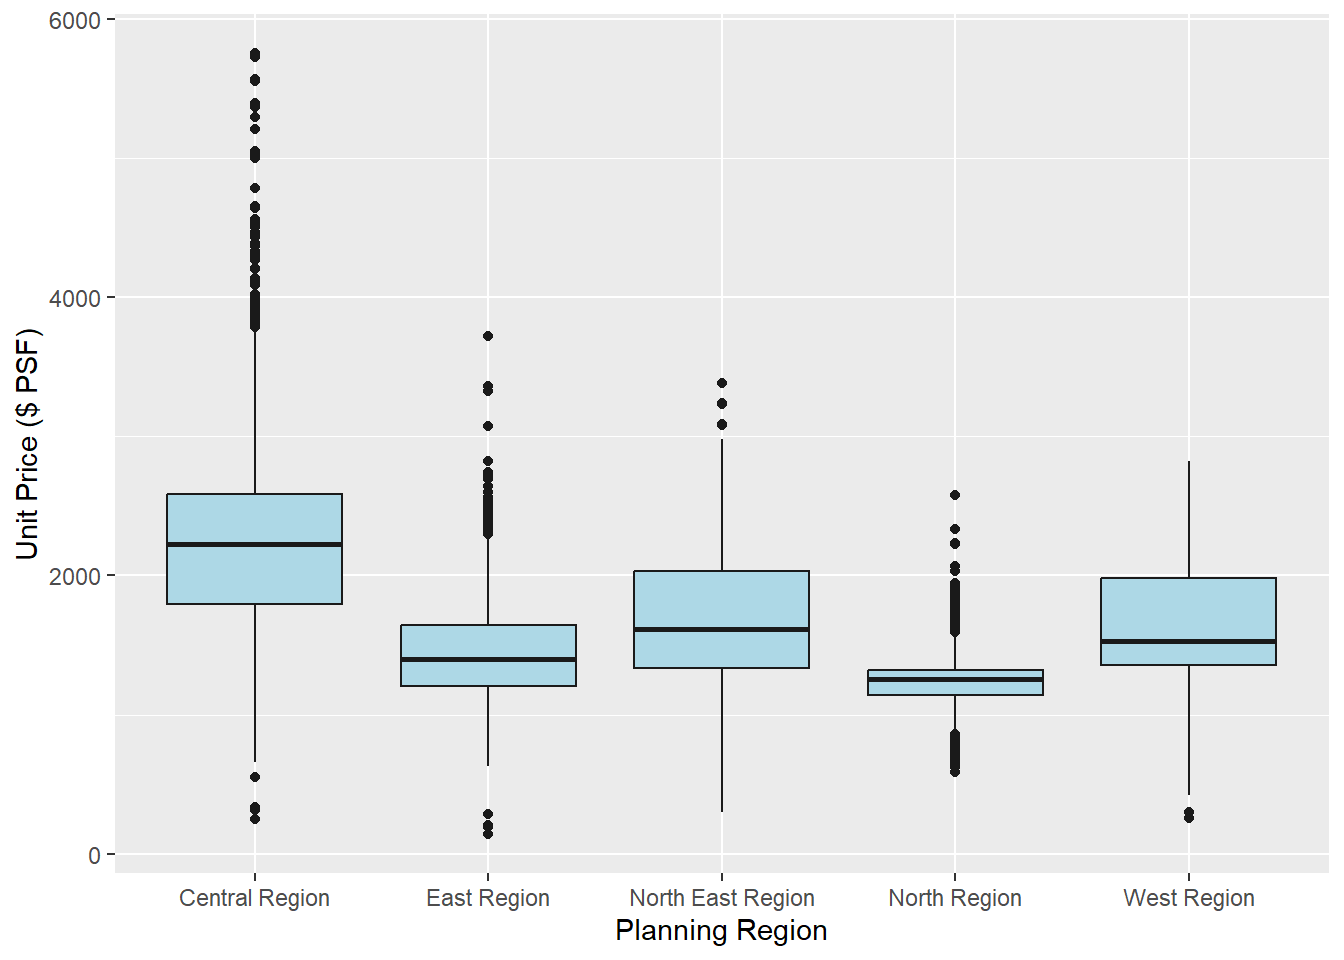 6000
4000
2000
0
Unit Price ($ PSF)
Central Region
East Region
North East Region
North Region
West Region
Planning Region